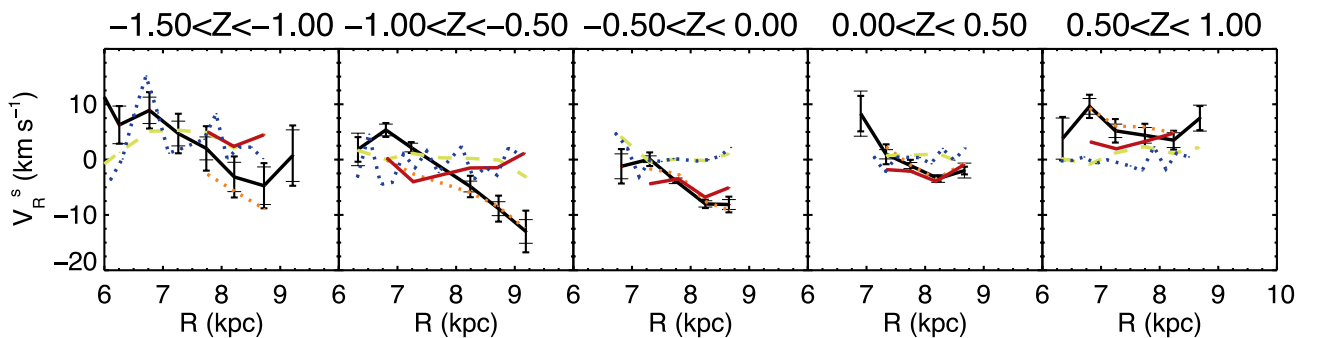 −1.50<Z<−1.00 −1.00<Z<−0.50 −0.50<Z< 0.00 0.00<Z< 0.50 0.50<Z< 1.00
V_R^s (km s⁻¹)
10
0
−10
−20
6 7 8 9 6 7 8 9 6 7 8 9 6 7 8 9 6 7 8 9 10
R (kpc) R (kpc) R (kpc) R (kpc) R (kpc)